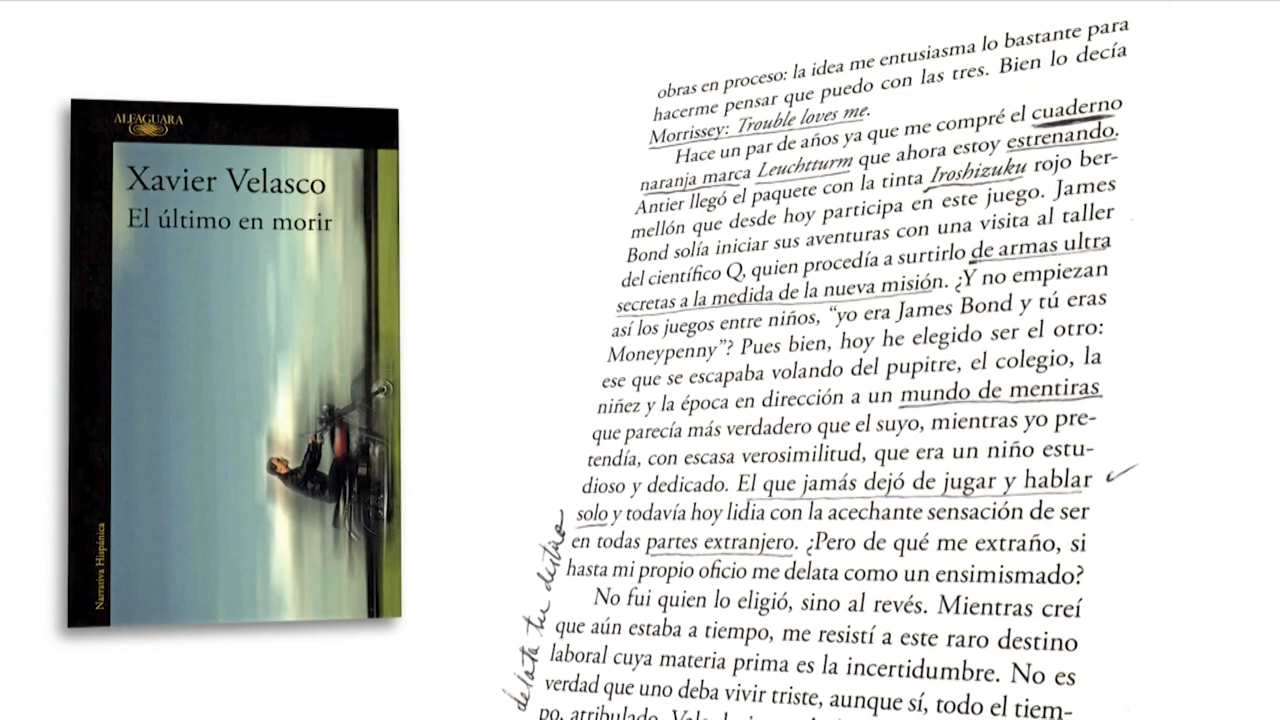 ALFAGUARA
Xavier Velasco
El último en morir
Narrativa Hispánica
obras en proceso: la idea me entusiasma lo bastante para
hacerme pensar que puedo con las tres. Bien lo decía
Morrissey: Trouble loves me.
Hace un par de años ya que me compré el cuaderno
naranja marca Leuchtturm que ahora estoy estrenando.
Antier llegó el paquete con la tinta Iroshizuku rojo ber-
mellón que desde hoy participa en este juego. James
Bond solía iniciar sus aventuras con una visita al taller
del científico Q, quien procedía a surtirlo de armas ultra
secretas a la medida de la nueva misión. ¿Y no empiezan
así los juegos entre niños, “yo era James Bond y tú eras
Moneypenny”? Pues bien, hoy he elegido ser el otro:
ese que se escapaba volando del pupitre, el colegio, la
niñez y la época en dirección a un mundo de mentiras
que parecía más verdadero que el suyo, mientras yo pre-
tendía, con escasa verosimilitud, que era un niño estu-
dioso y dedicado. El que jamás dejó de jugar y hablar
solo y todavía hoy lidia con la acechante sensación de ser
en todas partes extranjero. ¿Pero de qué me extraño, si
hasta mi propio oficio me delata como un ensimismado?
No fui quien lo eligió, sino al revés. Mientras creí
que aún estaba a tiempo, me resistí a este raro destino
laboral cuya materia prima es la incertidumbre. No es
verdad que uno deba vivir triste, aunque sí, todo el tiem-
po, atribulado.
delata tu destino